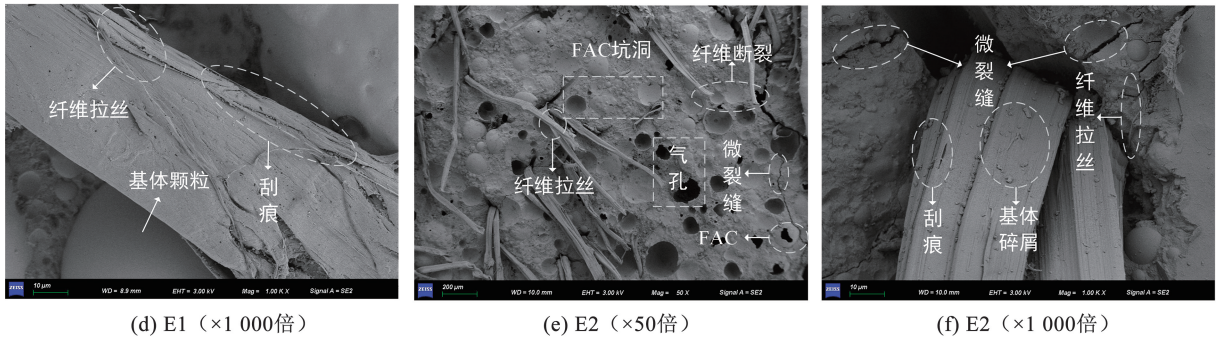 纤维拉丝
基体颗粒
刮痕
ZEISS
10 μm
WD = 8.9 mm
EHT = 3.00 kV
Mag = 1.00 K X
Signal A = SE2
(d) E1（×1 000倍）
FAC坑洞
纤维断裂
纤维拉丝
气孔
微裂缝
FAC
ZEISS
200 μm
WD = 10.0 mm
EHT = 3.00 kV
Mag = 50 X
Signal A = SE2
(e) E2（×50倍）
微裂缝
纤维拉丝
刮痕
基体
碎屑
ZEISS
10 μm
WD = 10.0 mm
EHT = 3.00 kV
Mag = 1.00 K X
Signal A = SE2
(f) E2（×1 000倍）